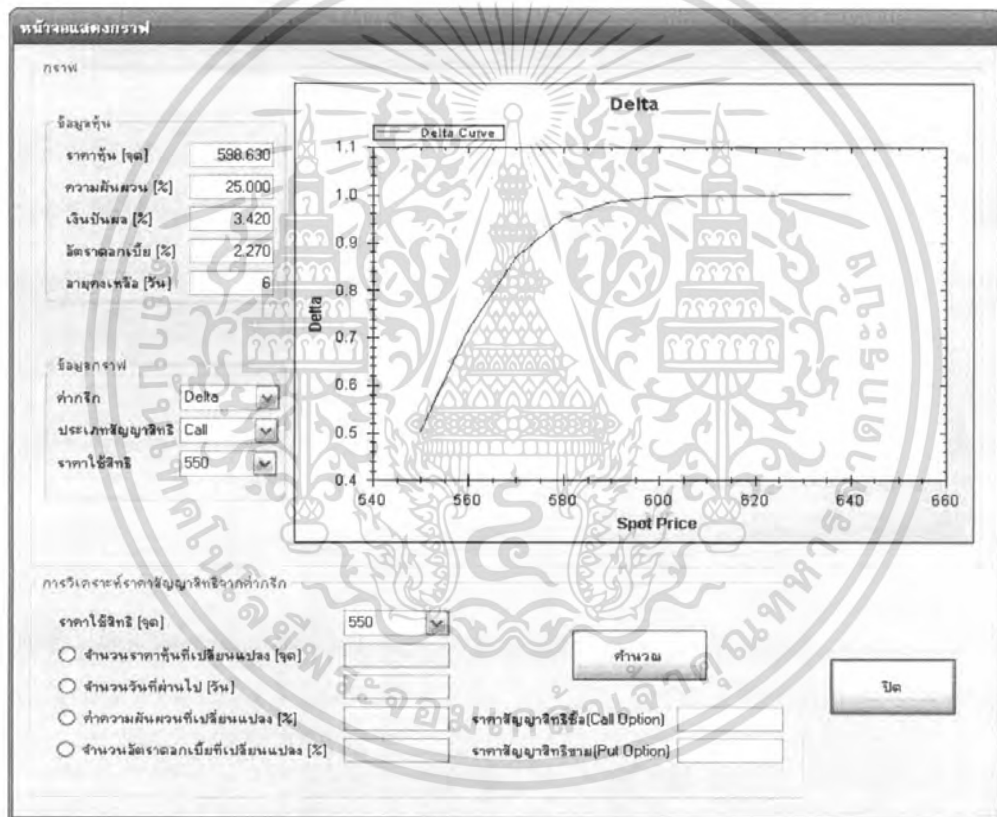 หน้าจอแสดงกราฟ
กราฟ
ข้อมูลหุ้น
ราคาหุ้น [จุด] 598.630
ความผันผวน [%] 25.000
เงินปันผล [%] 3.420
อัตราดอกเบี้ย [%] 2.270
อายุคงเหลือ [วัน] 6
ข้อมูลกราฟ
ค่ากรีก Delta
ประเภทสัญญาสิทธิ Call
ราคาใช้สิทธิ 550
Delta
Delta Curve
1.1
1.0
0.9
0.8
0.7
0.6
0.5
0.4
Delta
540 560 580 600 620 640 660
Spot Price
การวิเคราะห์ราคาสัญญาสิทธิจากค่ากรีก
ราคาใช้สิทธิ [จุด] 550
จำนวนราคาหุ้นที่เปลี่ยนแปลง [จุด]
จำนวนวันที่ผ่านไป [วัน]
ค่าความผันผวนที่เปลี่ยนแปลง [%]
จำนวนอัตราดอกเบี้ยที่เปลี่ยนแปลง [%]
คำนวณ
ราคาสัญญาสิทธิซื้อ(Call Option)
ราคาสัญญาสิทธิขาย(Put Option)
ปิด